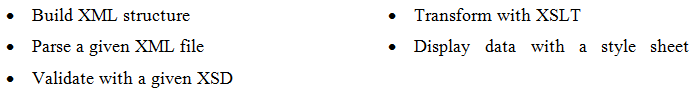 • Build XML structure
• Parse a given XML file
• Validate with a given XSD
• Transform with XSLT
• Display data with a style sheet